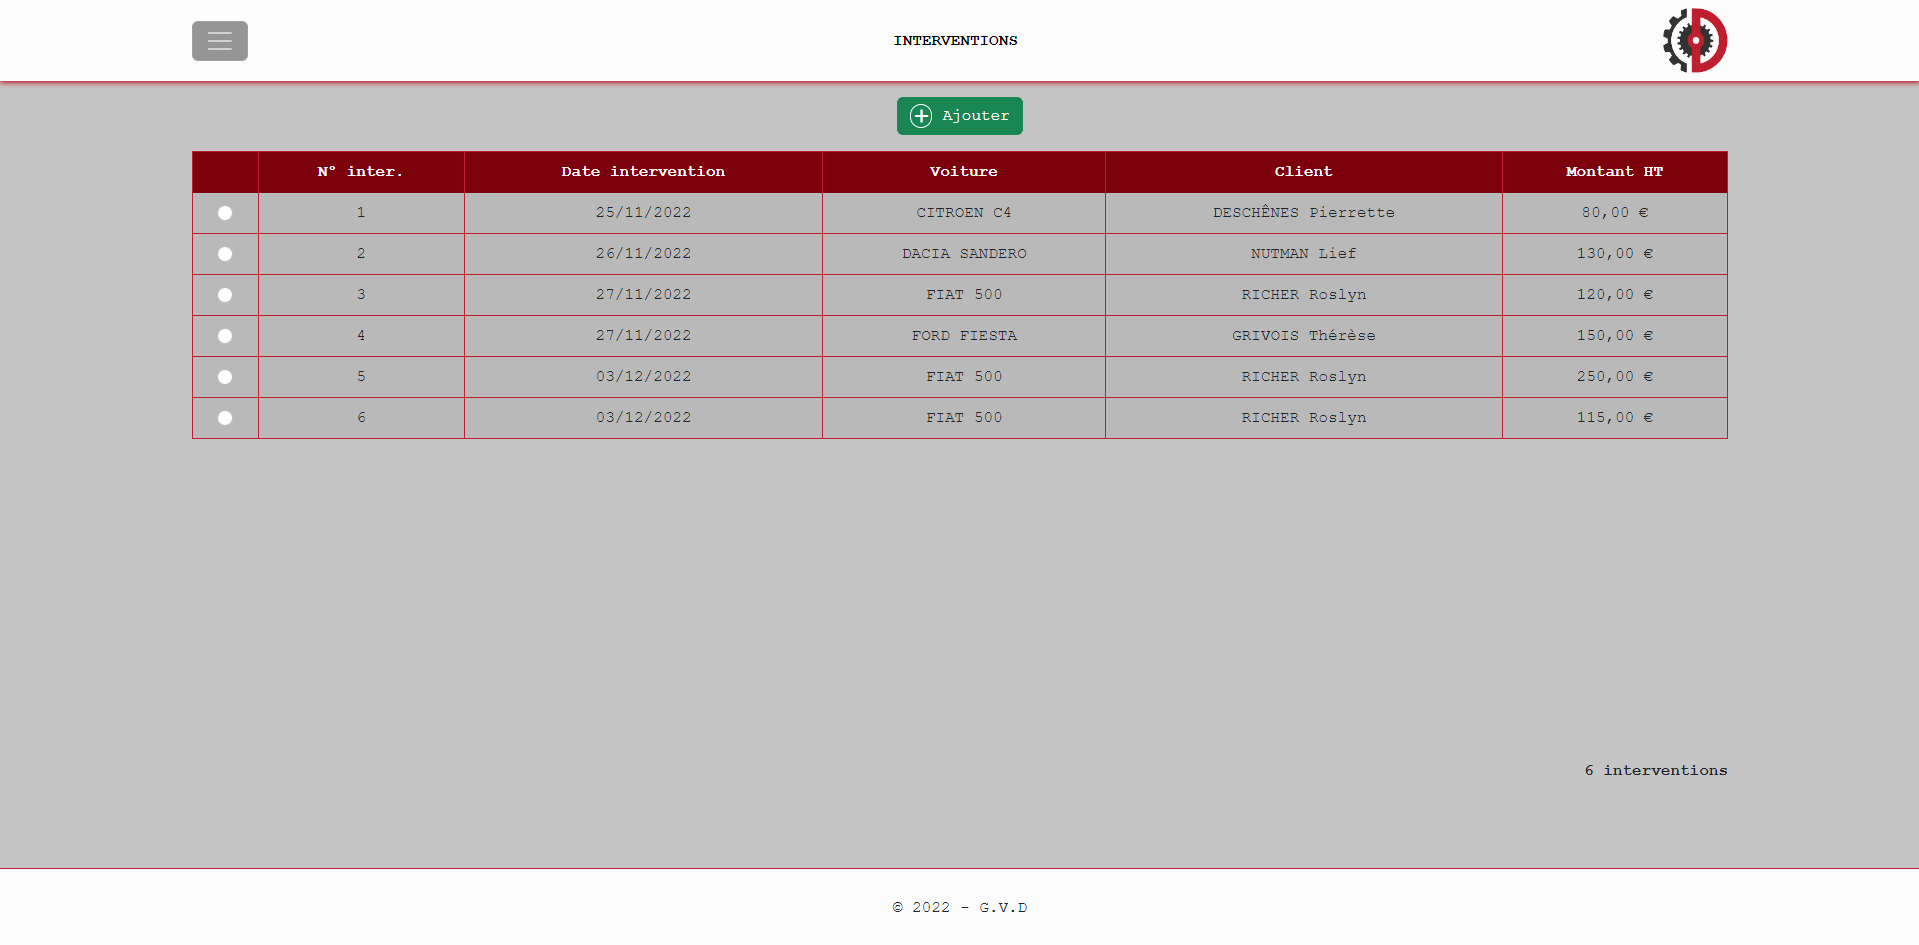 INTERVENTIONS
Ajouter
N° inter. Date intervention Voiture Client Montant HT
1 25/11/2022 CITROEN C4 DESCHÊNES Pierrette 80,00 €
2 26/11/2022 DACIA SANDERO NUTMAN Lief 130,00 €
3 27/11/2022 FIAT 500 RICHER Roslyn 120,00 €
4 27/11/2022 FORD FIESTA GRIVOIS Thérèse 150,00 €
5 03/12/2022 FIAT 500 RICHER Roslyn 250,00 €
6 03/12/2022 FIAT 500 RICHER Roslyn 115,00 €
6 interventions
© 2022 - G.V.D